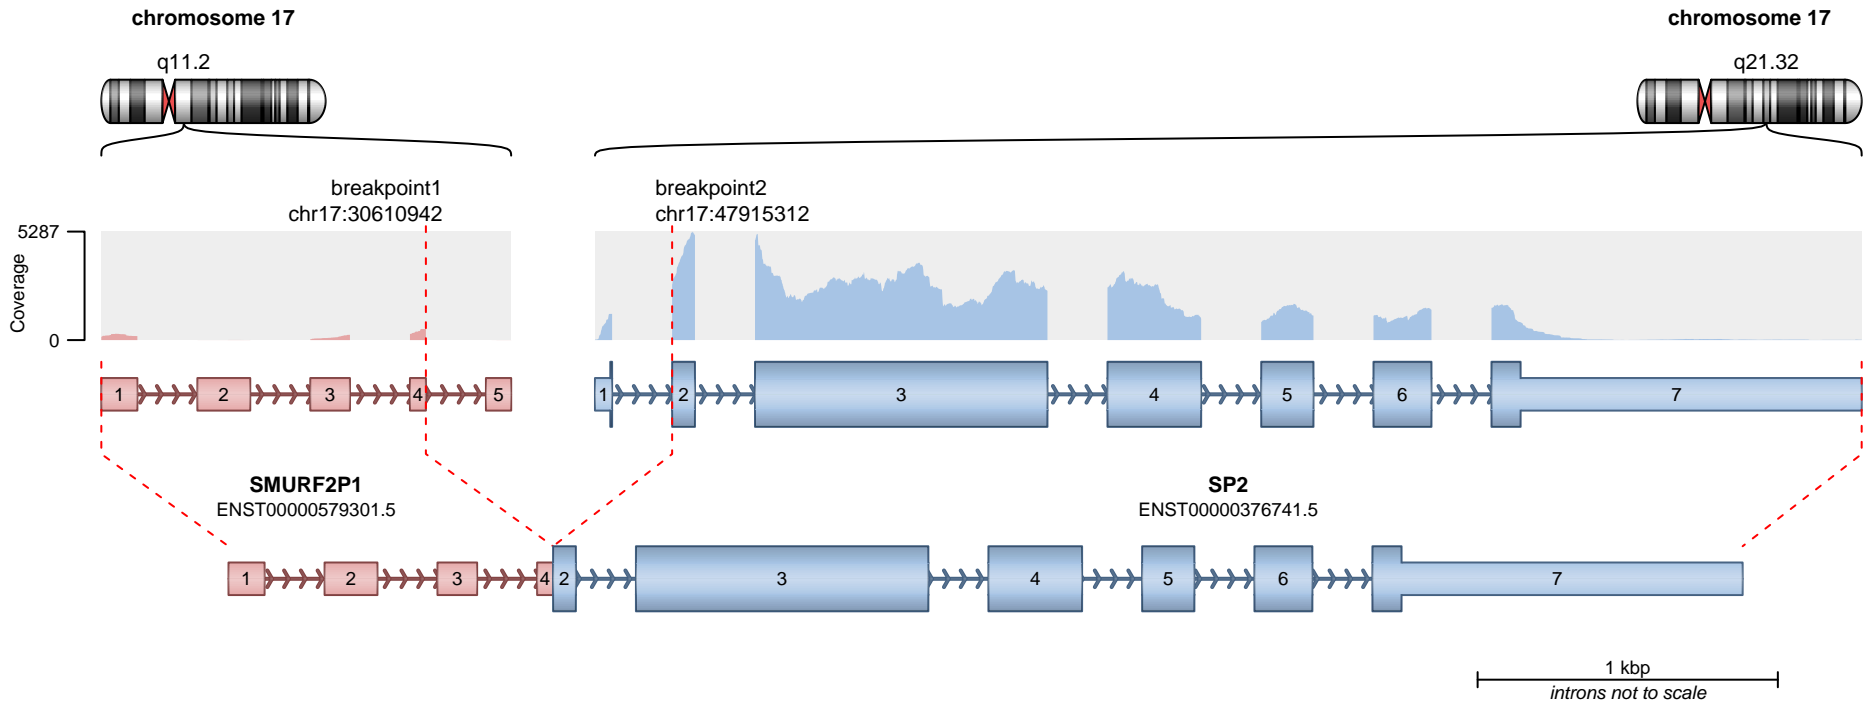 chromosome 17
chromosome 17
q11.2
q21.32
breakpoint1
chr17:30610942
breakpoint2
chr17:47915312
5287
Coverage
0
1 2 3 4 5
1 2 3 4 5 6 7
SMURF2P1
ENST00000579301.5
SP2
ENST00000376741.5
1 2 3 4 2 3 4 5 6 7
1 kbp
introns not to scale